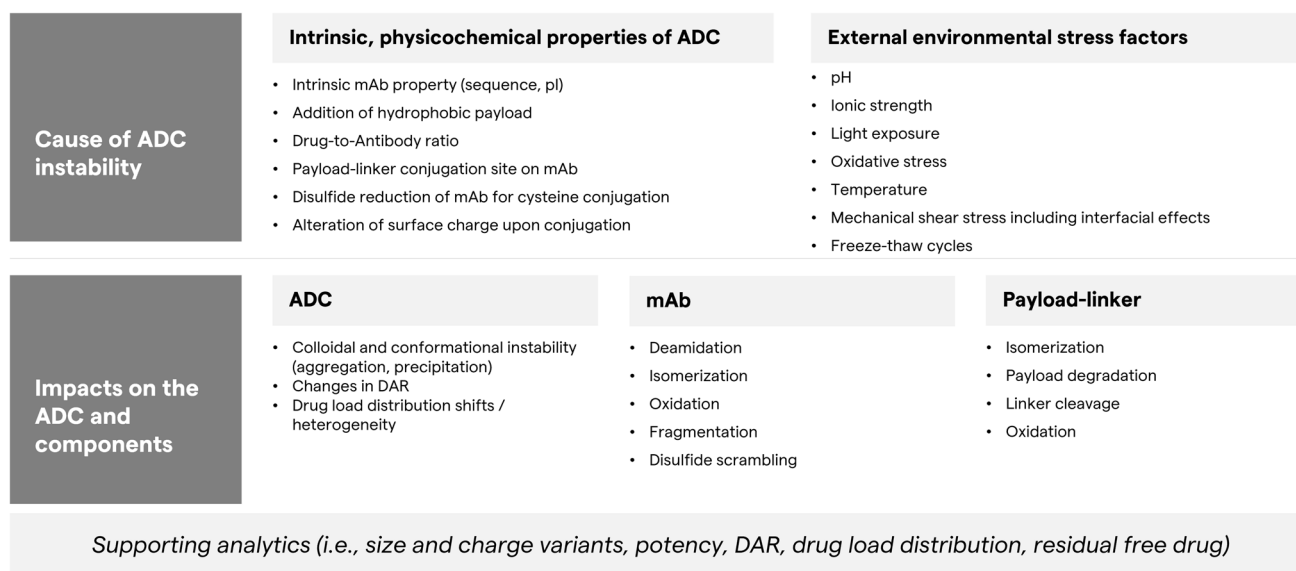 Cause of ADC
instability
Intrinsic, physicochemical properties of ADC
• Intrinsic mAb property (sequence, pI)
• Addition of hydrophobic payload
• Drug-to-Antibody ratio
• Payload-linker conjugation site on mAb
• Disulfide reduction of mAb for cysteine conjugation
• Alteration of surface charge upon conjugation
External environmental stress factors
• pH
• Ionic strength
• Light exposure
• Oxidative stress
• Temperature
• Mechanical shear stress including interfacial effects
• Freeze-thaw cycles
Impacts on the
ADC and
components
ADC
• Colloidal and conformational instability
(aggregation, precipitation)
• Changes in DAR
• Drug load distribution shifts /
heterogeneity
mAb
• Deamidation
• Isomerization
• Oxidation
• Fragmentation
• Disulfide scrambling
Payload-linker
• Isomerization
• Payload degradation
• Linker cleavage
• Oxidation
Supporting analytics (i.e., size and charge variants, potency, DAR, drug load distribution, residual free drug)